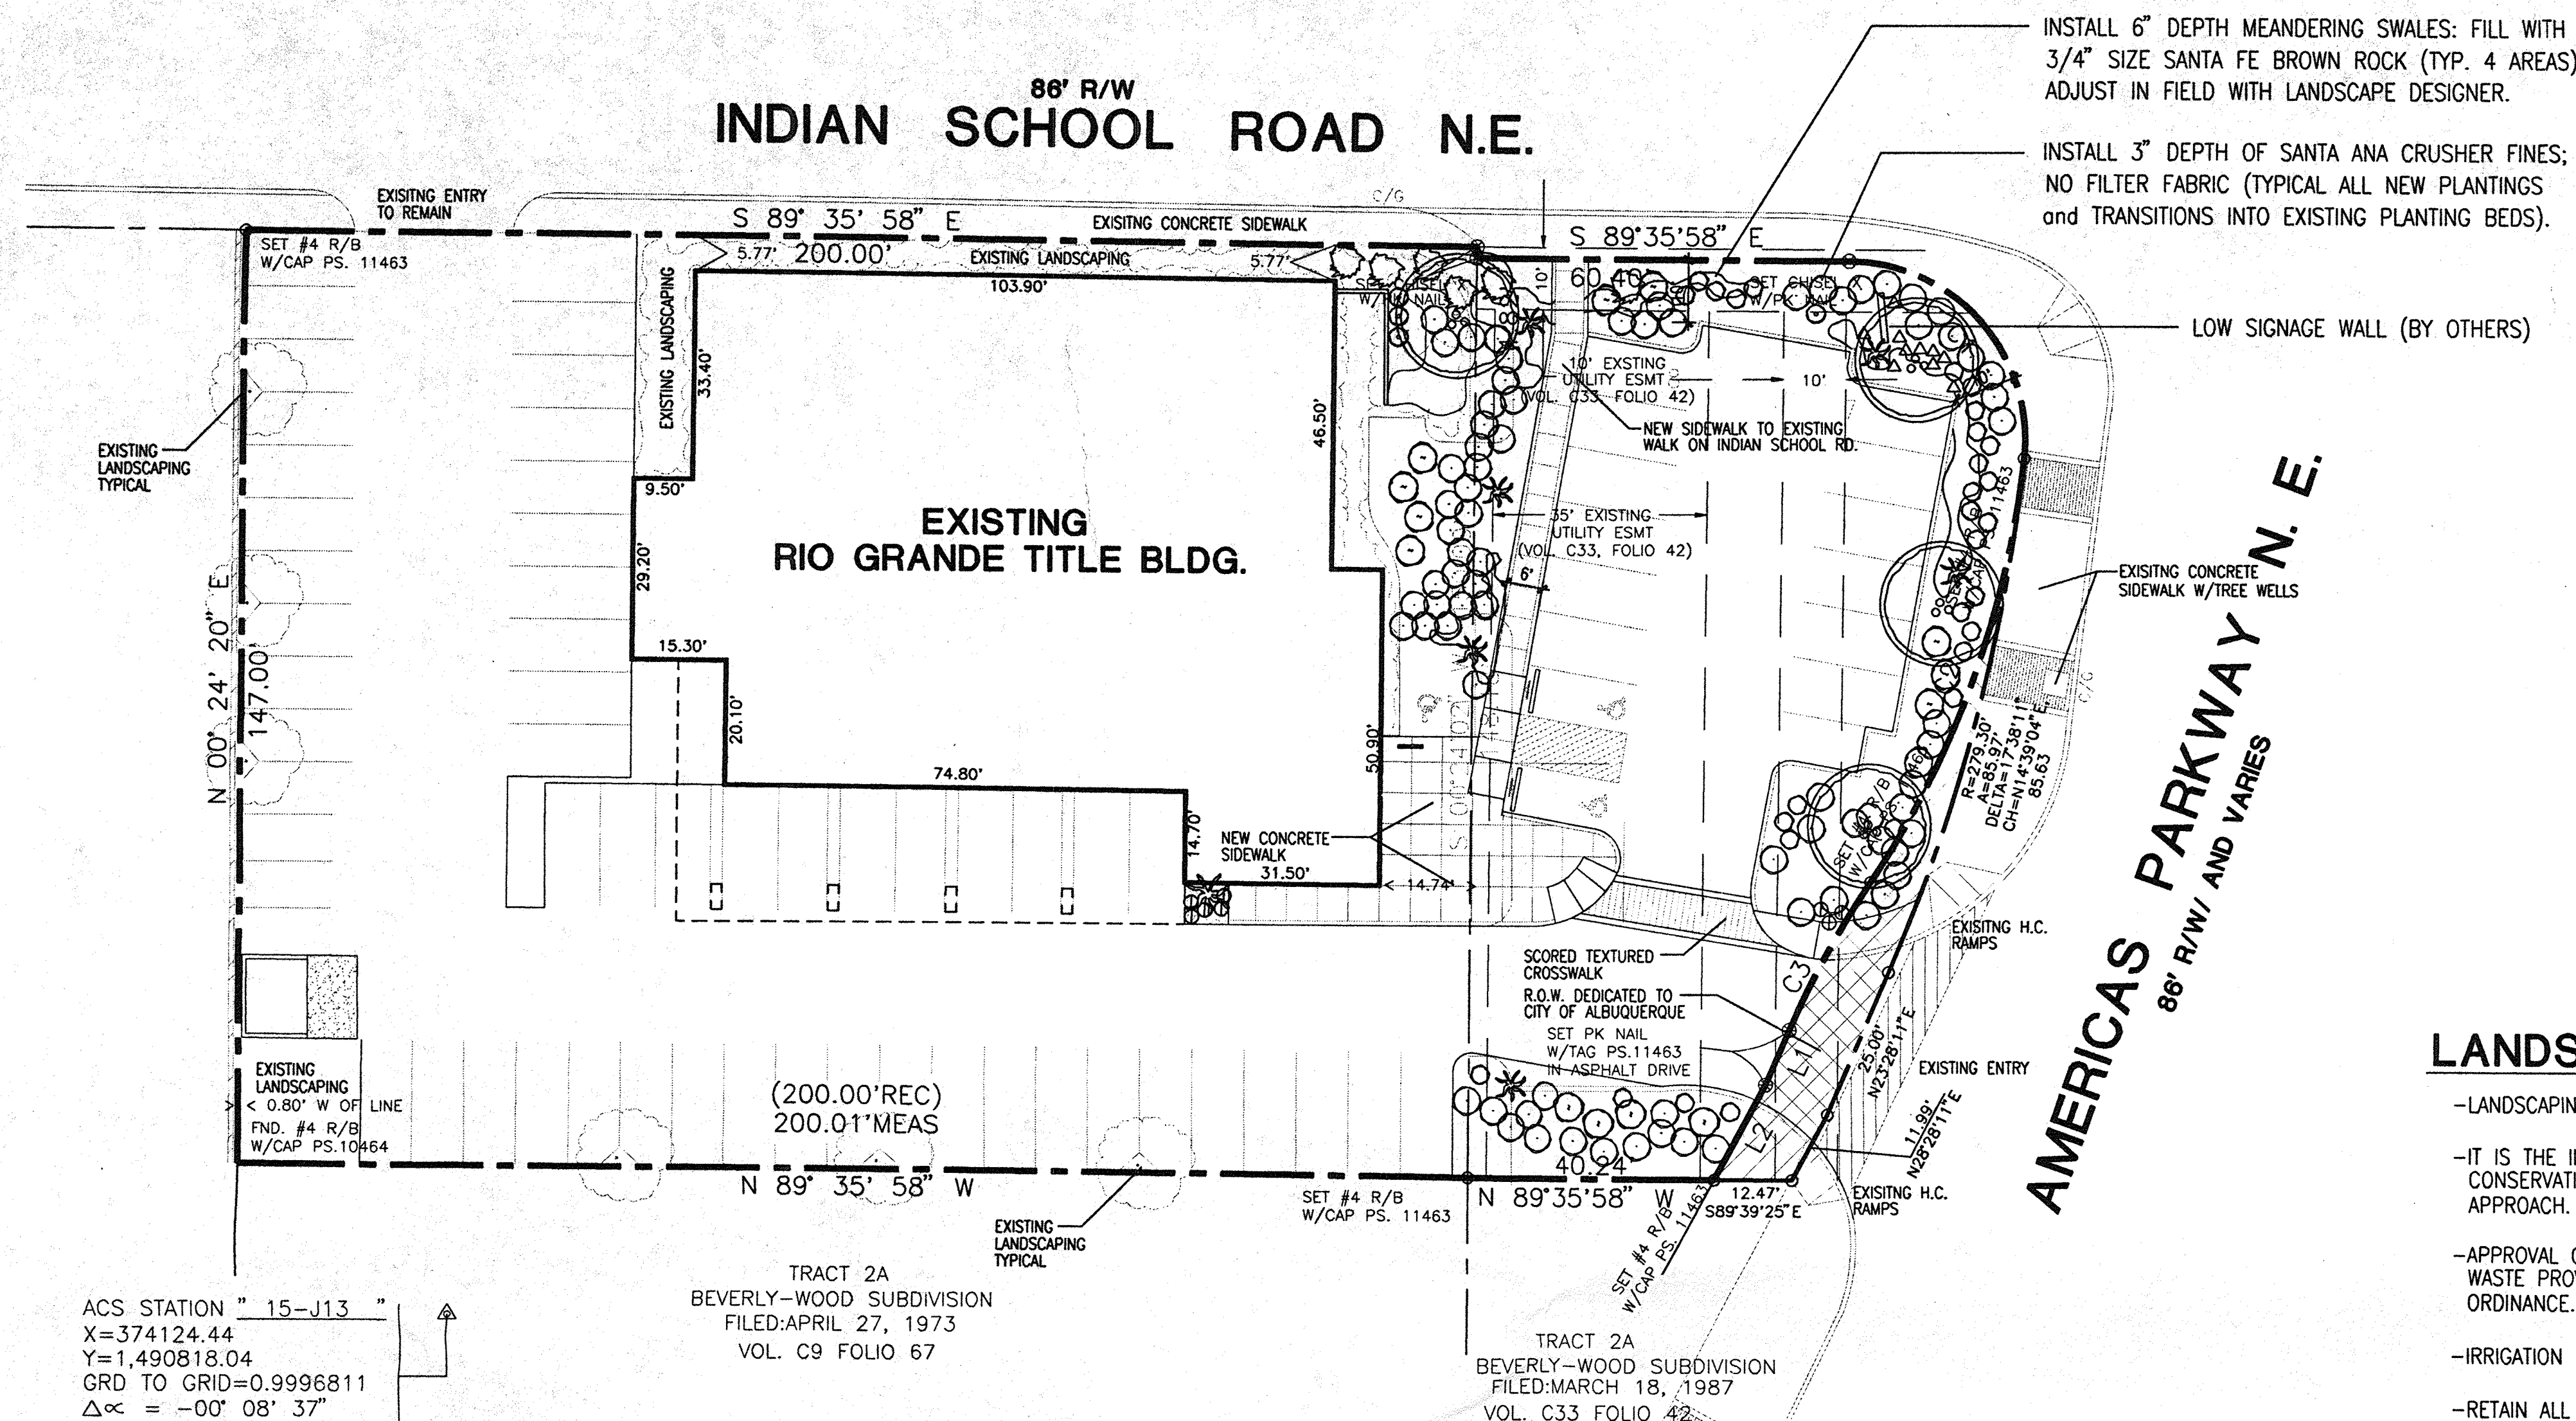 INSTALL 6" DEPTH MEANDERING SWALES: FILL WITH
3/4" SIZE SANTA FE BROWN ROCK (TYP. 4 AREAS)
ADJUST IN FIELD WITH LANDSCAPE DESIGNER.
86' R/W
INDIAN SCHOOL ROAD N.E.
INSTALL 3" DEPTH OF SANTA ANA CRUSHER FINES;
NO FILTER FABRIC (TYPICAL ALL NEW PLANTINGS
and TRANSITIONS INTO EXISTING PLANTING BEDS).
EXISITNG ENTRY
TO REMAIN
C/G
S 89° 35' 58" E
EXISITNG CONCRETE SIDEWALK
S 89°35'58" E
SET #4 R/B
W/CAP PS. 11463
5.77'
200.00'
EXISTING LANDSCAPING
5.77'
103.90'
10'
60.40'
SET CHISEL X
W/PK NAIL
SET CHISEL X
W/PK NAIL
LOW SIGNAGE WALL (BY OTHERS)
EXISTING LANDSCAPING
33.40'
46.50'
10' EXSTING
UTILITY ESMT
(VOL. C33, FOLIO 42)
10'
NEW SIDEWALK TO EXISTING
WALK ON INDIAN SCHOOL RD.
EXISTING
LANDSCAPING
TYPICAL
9.50'
EXISTING
RIO GRANDE TITLE BLDG.
35' EXISTING
UTILITY ESMT
(VOL. C33, FOLIO 42)
6'
29.20'
EXISITNG CONCRETE
SIDEWALK W/TREE WELLS
C/G
N 00° 24' 20" E
147.00'
15.30'
20.10'
74.80'
50.90'
14.70'
31.50'
14.74'
NEW CONCRETE
SIDEWALK
R=279.30'
A=85.97'
DELTA=17°38'11"
CH=N14°39'04"E
85.63
AMERICAS PARKWAY N. E.
86' R/W/ AND VARIES
EXISITNG H.C.
RAMPS
SCORED TEXTURED
CROSSWALK
R.O.W. DEDICATED TO
CITY OF ALBUQUERQUE
SET PK NAIL
W/TAG PS.11463
IN ASPHALT DRIVE
C3
L1
L2
25.00'
N23°28'11"E
EXISTING ENTRY
11.99'
N28°28'11"E
EXISTING
LANDSCAPING
< 0.80' W OF LINE
FND. #4 R/B
W/CAP PS.10464
(200.00'REC)
200.01'MEAS
N 89° 35' 58" W
40.24'
SET #4 R/B
W/CAP PS. 11463
N 89°35'58" W
12.47'
S89°39'25"E
EXISITNG H.C.
RAMPS
SET #4 R/B
W/CAP PS. 11463
EXISTING
LANDSCAPING
TYPICAL
TRACT 2A
BEVERLY-WOOD SUBDIVISION
FILED:APRIL 27, 1973
VOL. C9 FOLIO 67
TRACT 2A
BEVERLY-WOOD SUBDIVISION
FILED:MARCH 18, 1987
VOL. C33 FOLIO 42
ACS STATION " 15-J13 "
X=374124.44
Y=1,490818.04
GRD TO GRID=0.9996811
Δ∝ = -00° 08' 37"
LANDS
-LANDSCAPIN
-IT IS THE
CONSERVATI
APPROACH.
-APPROVAL
WASTE PROV
ORDINANCE.
-IRRIGATION
-RETAIN ALL